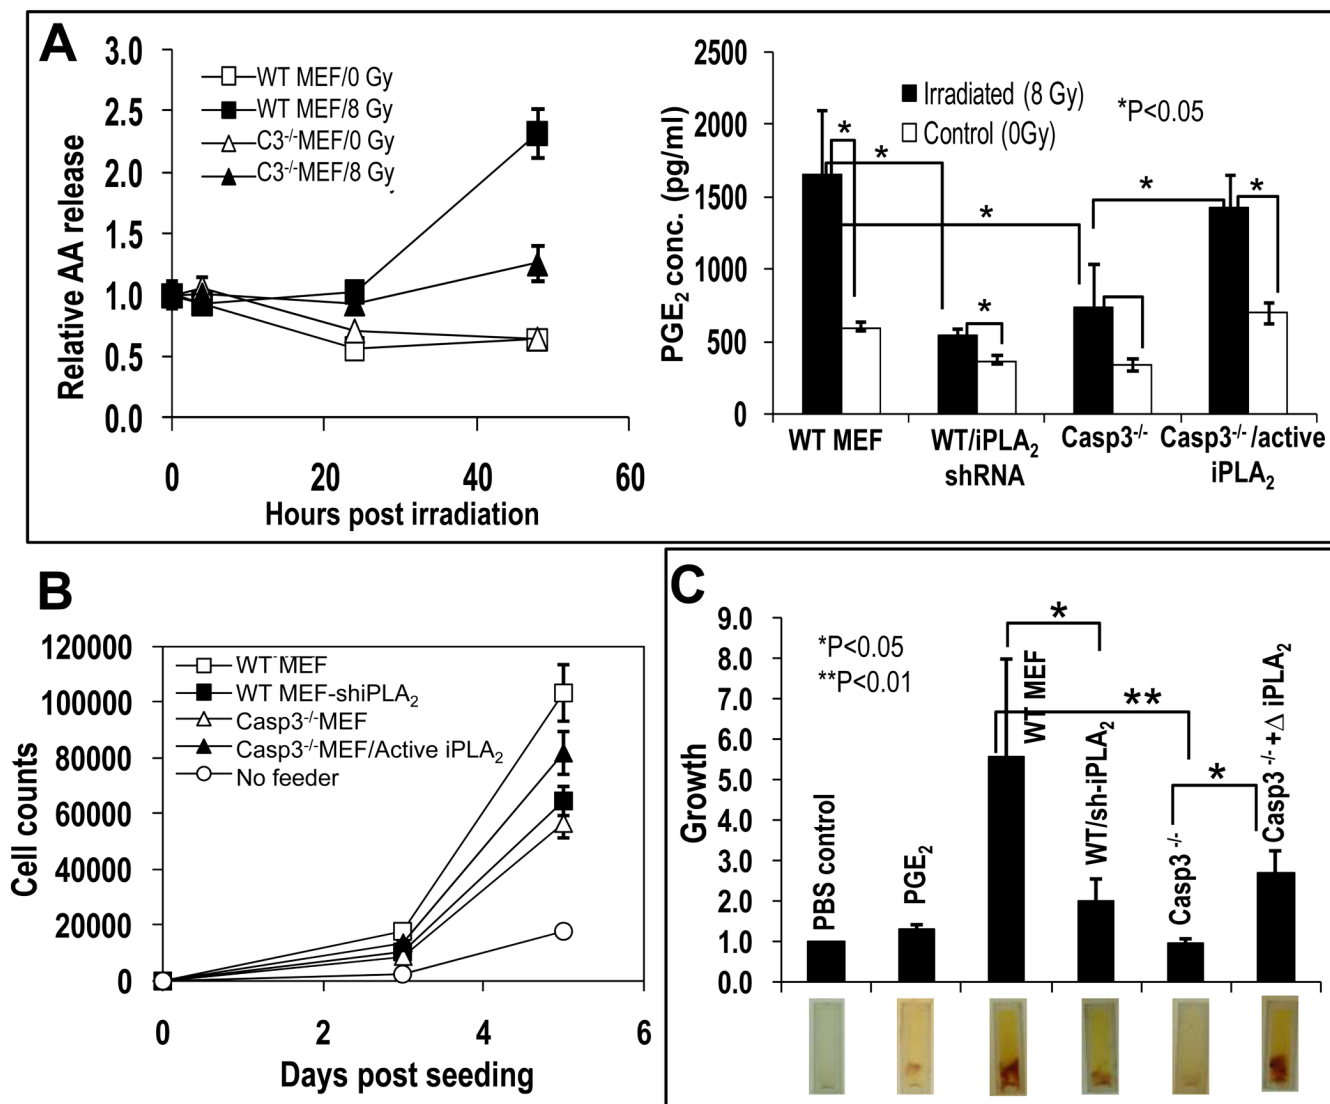 A
3.0
2.5
2.0
1.5
1.0
0.5
0.0
Relative AA release
WT MEF/0 Gy
WT MEF/8 Gy
C3-/-MEF/0 Gy
C3-/-MEF/8 Gy
0
20
40
60
Hours post irradiation
2500
2000
1500
1000
500
0
PGE2 conc. (pg/ml)
Irradiated (8 Gy)
Control (0Gy)
*P<0.05
*
*
*
*
*
*
WT MEF
WT/iPLA2
shRNA
Casp3-/-
Casp3-/-/active
iPLA2
B
120000
100000
80000
60000
40000
20000
0
Cell counts
WT MEF
WT MEF-shiPLA2
Casp3-/-MEF
Casp3-/-MEF/Active iPLA2
No feeder
0
2
4
6
Days post seeding
C
9.0
8.0
7.0
6.0
5.0
4.0
3.0
2.0
1.0
0.0
Growth
*P<0.05
**P<0.01
*
**
*
PBS control
PGE2
WT MEF
WT/sh-iPLA2
Casp3 -/-
Casp3 -/- +Δ iPLA2